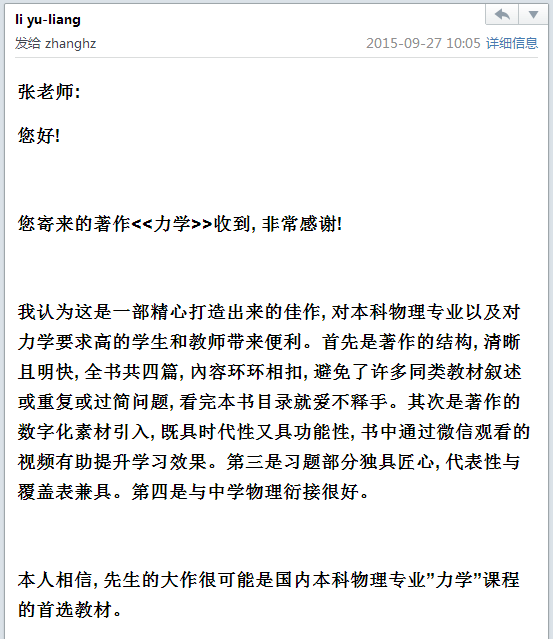 li yu-liang
发给 zhanghz
2015-09-27 10:05 详细信息
张老师:
您好!
您寄来的著作<<力学>>收到, 非常感谢!
我认为这是一部精心打造出来的佳作, 对本科物理专业以及对
力学要求高的学生和教师带来便利。首先是著作的结构, 清晰
且明快, 全书共四篇, 内容环环相扣, 避免了许多同类教材叙述
或重复或过简问题, 看完本书目录就爱不释手。其次是著作的
数字化素材引入, 既具时代性又具功能性, 书中通过微信观看的
视频有助提升学习效果。第三是习题部分独具匠心, 代表性与
覆盖表兼具。第四是与中学物理衍接很好。
本人相信, 先生的大作很可能是国内本科物理专业”力学”课程
的首选教材。